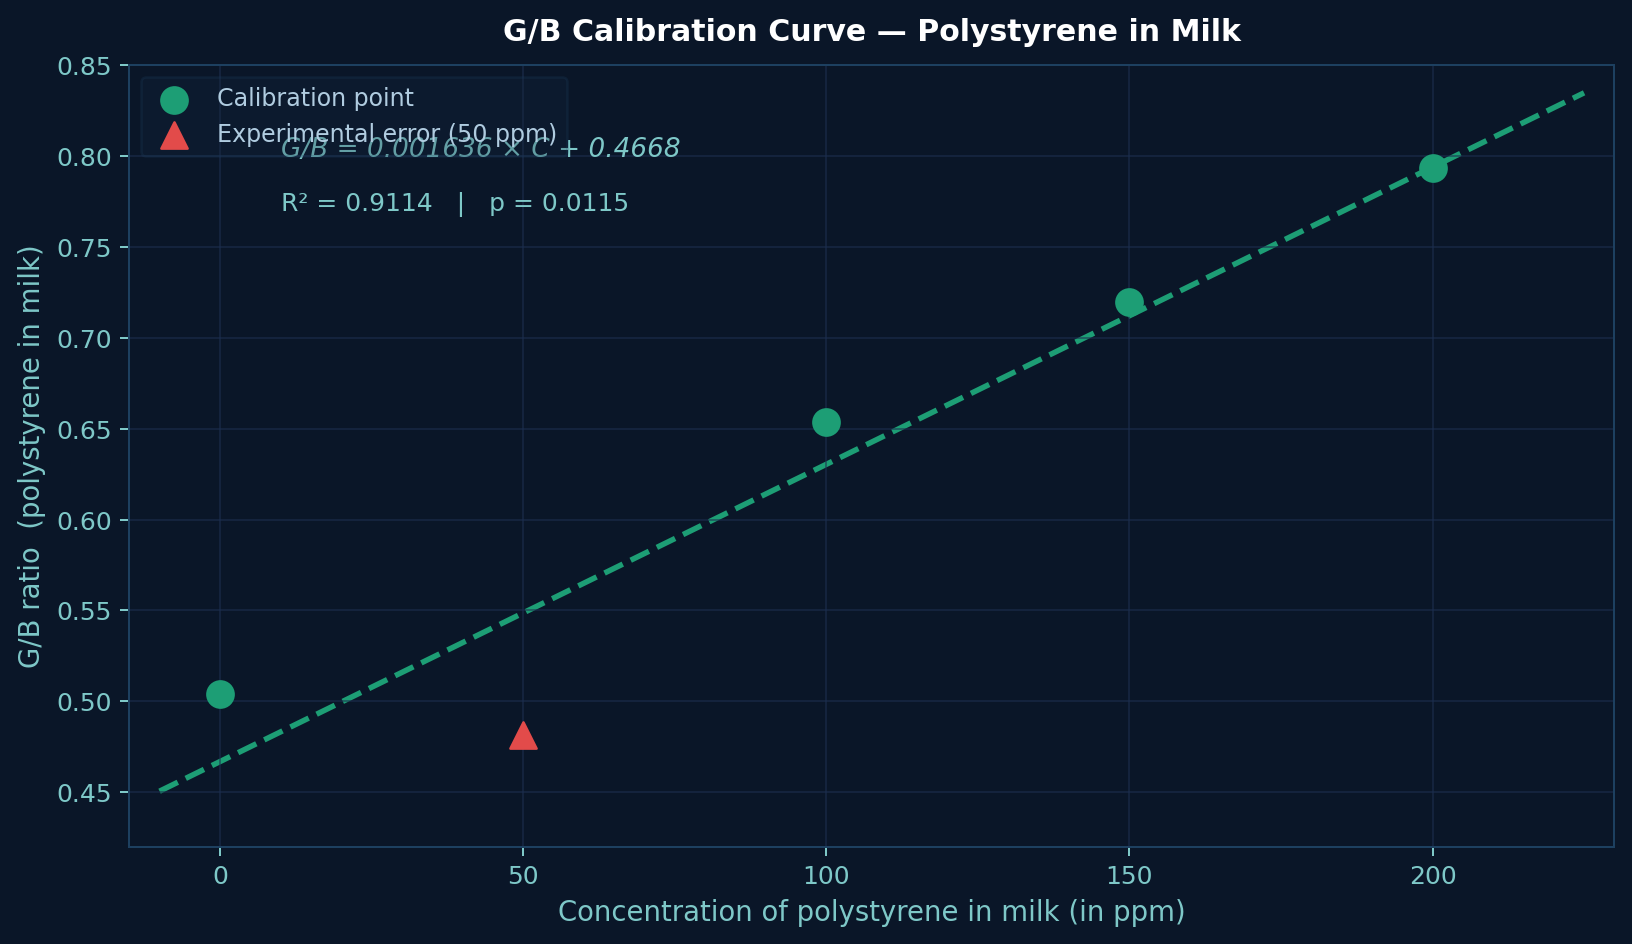 G/B Calibration Curve — Polystyrene in Milk
Calibration point
Experimental error (50 ppm)
G/B = 0.001636 × C + 0.4668
R² = 0.9114 | p = 0.0115
G/B ratio (polystyrene in milk)
0.85
0.80
0.75
0.70
0.65
0.60
0.55
0.50
0.45
0
50
100
150
200
Concentration of polystyrene in milk (in ppm)